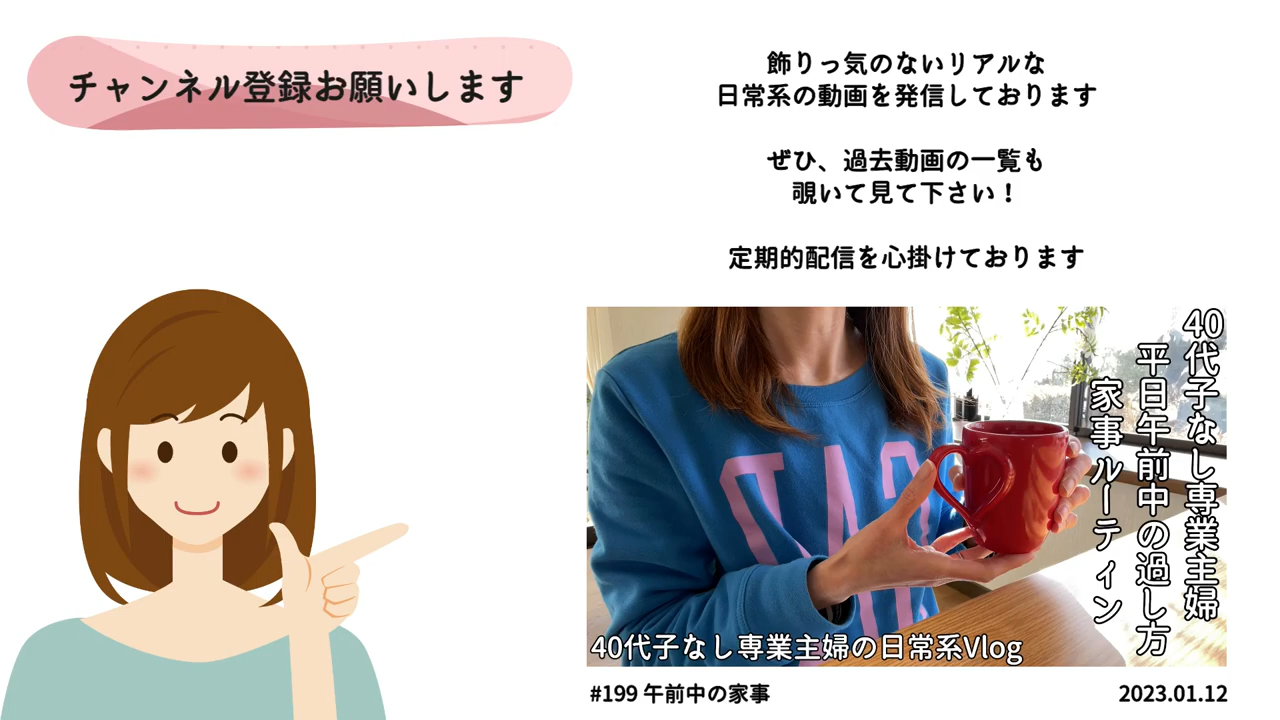 チャンネル登録お願いします
飾りっ気のないリアルな
日常系の動画を発信しております
ぜひ、過去動画の一覧も
覗いて見て下さい！
定期的配信を心掛けております
40代子なし専業主婦
平日午前中の過し方
家事ルーティン
40代子なし専業主婦の日常系Vlog
#199 午前中の家事
2023.01.12